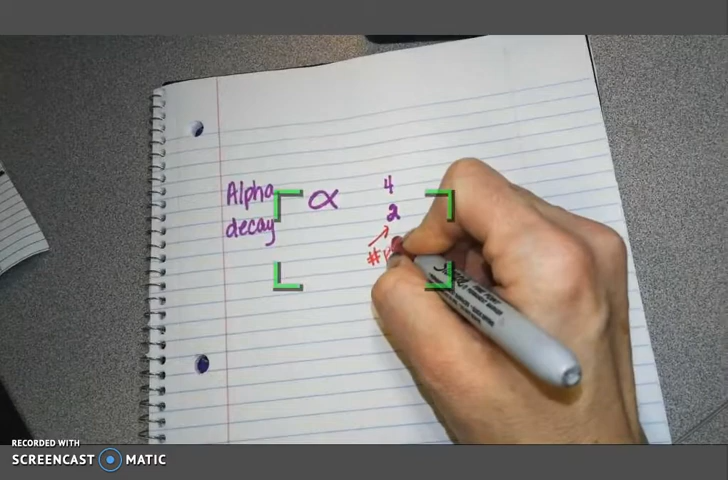 Alpha
decay
α
4
2
#
RECORDED WITH
SCREENCAST MATIC